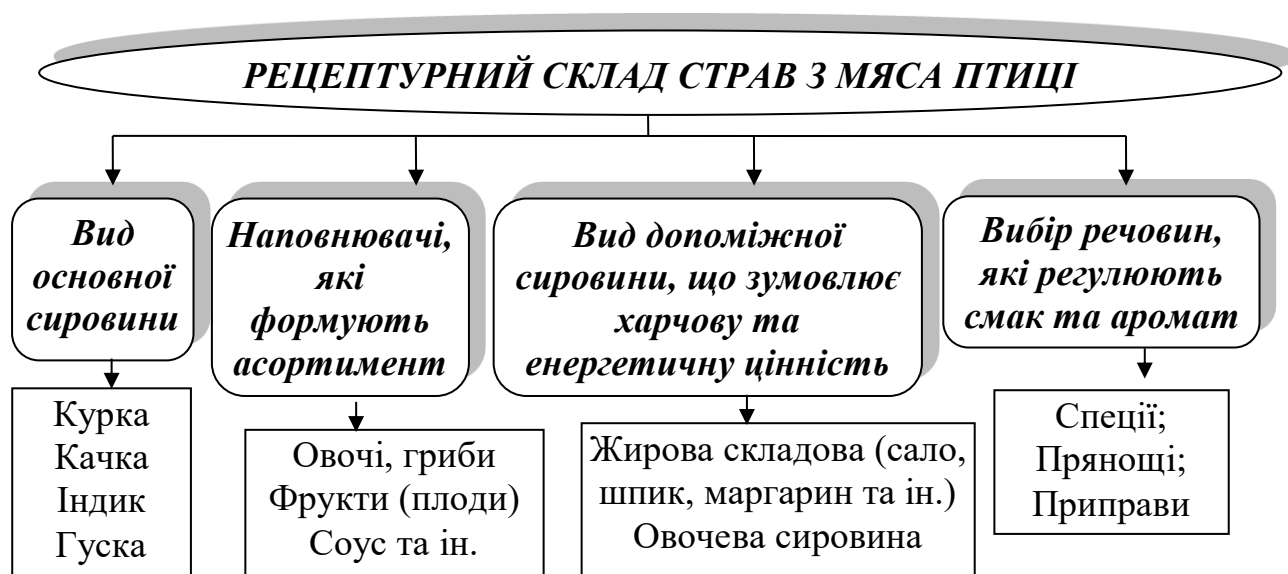 РЕЦЕПТУРНИЙ СКЛАД СТРАВ З МЯСА ПТИЦІ
Вид
основної
сировини
Наповнювачі,
які
формують
асортимент
Вид допоміжної
сировини, що зумовлює
харчову та
енергетичну цінність
Вибір речовин,
які регулюють
смак та аромат
Курка
Качка
Індик
Гуска
Овочі, гриби
Фрукти (плоди)
Соус та ін.
Жирова складова (сало,
шпик, маргарин та ін.)
Овочева сировина
Спеції;
Прянощі;
Приправи